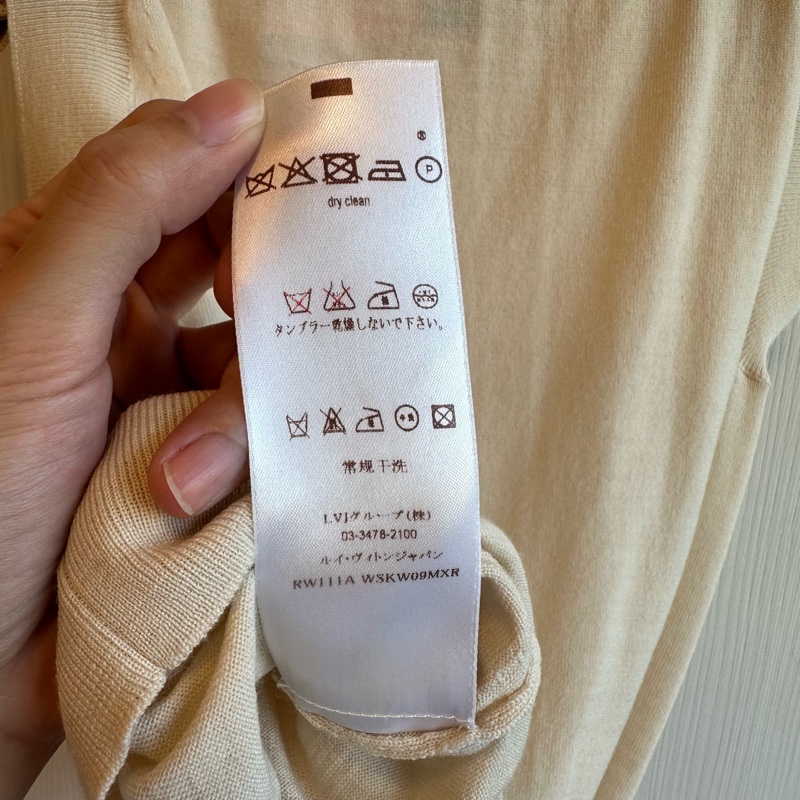 P
dry clean
タンブラー乾燥しないで下さい。
常规干洗
LVJグループ(株)
03-3478-2100
ルイ・ヴィトンジャパン
RW111A WSKW09MXR